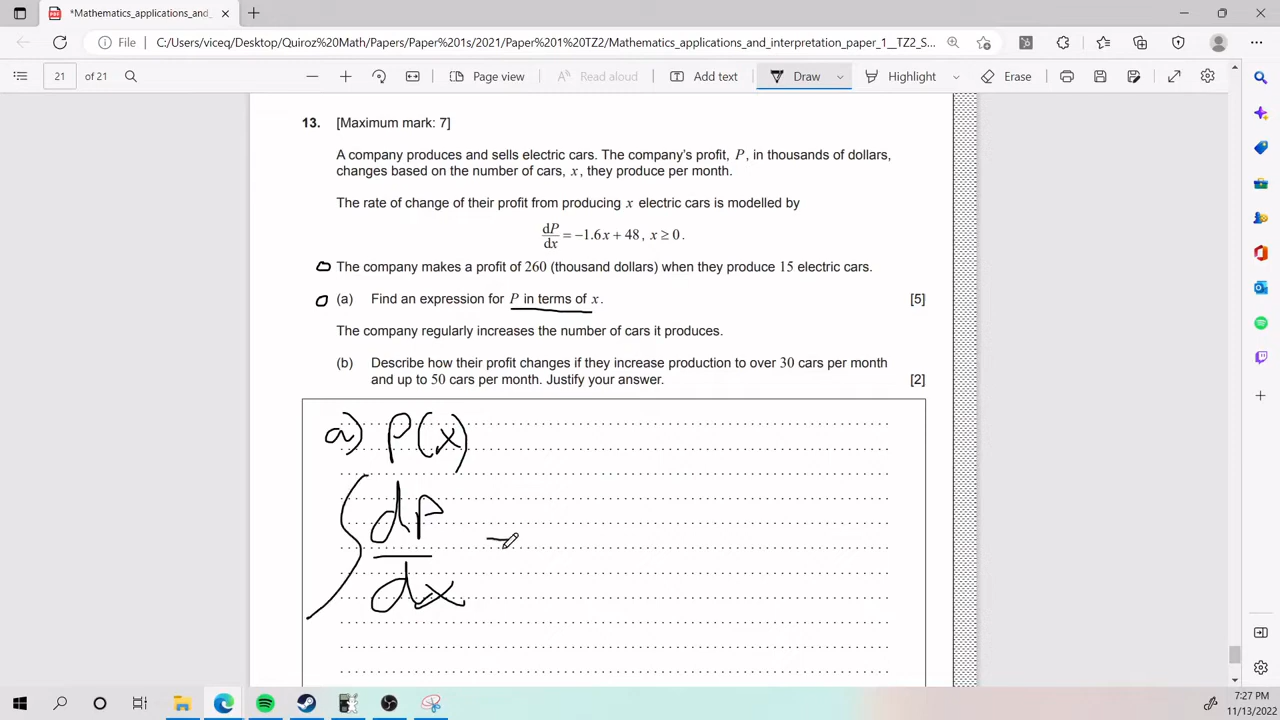 *Mathematics_applications_and_
File
C:/Users/viceq/Desktop/Quiroz%20Math/Papers/Paper%201s/2021/Paper%201%20TZ2/Mathematics_applications_and_interpretation_paper_1__TZ2_S...
21 of 21
Page view
Read aloud
Add text
Draw
Highlight
Erase
13. [Maximum mark: 7]
A company produces and sells electric cars. The company's profit, P, in thousands of dollars,
changes based on the number of cars, x, they produce per month.
The rate of change of their profit from producing x electric cars is modelled by
dP/dx = −1.6x + 48, x ≥ 0.
The company makes a profit of 260 (thousand dollars) when they produce 15 electric cars.
(a) Find an expression for P in terms of x. [5]
The company regularly increases the number of cars it produces.
(b) Describe how their profit changes if they increase production to over 30 cars per month
and up to 50 cars per month. Justify your answer. [2]
a) P(x)
∫ dP/dx
7:27 PM
11/13/2022